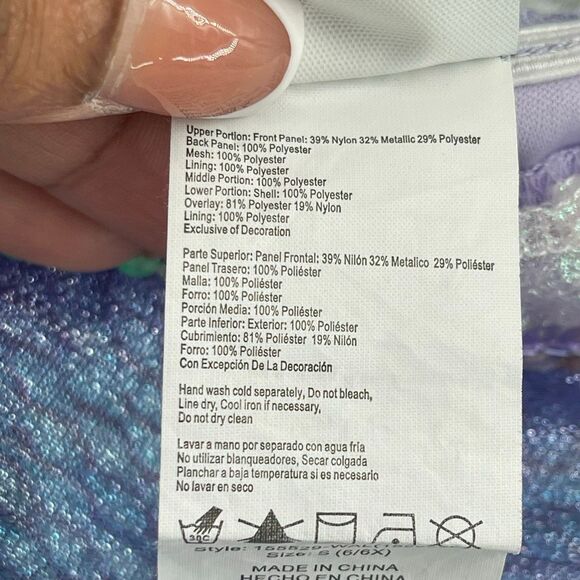 Upper Portion: Front Panel: 39% Nylon 32% Metallic 29% Polyester
Back Panel: 100% Polyester
Mesh: 100% Polyester
Lining: 100% Polyester
Middle Portion: 100% Polyester
Lower Portion: Shell: 100% Polyester
Overlay: 81% Polyester 19% Nylon
Lining: 100% Polyester
Exclusive of Decoration
Parte Superior: Panel Frontal: 39% Nilón 32% Metalico 29% Poliéster
Panel Trasero: 100% Poliéster
Malla: 100% Poliéster
Forro: 100% Poliéster
Porción Media: 100% Poliéster
Parte Inferior: Exterior: 100% Poliéster
Cubrimiento: 81% Poliéster 19% Nilón
Forro: 100% Poliéster
Con Excepción De La Decoración
Hand wash cold separately, Do not bleach,
Line dry, Cool iron if necessary,
Do not dry clean
Lavar a mano por separado con agua fría
No utilizar blanqueadores, Secar colgada
Planchar a baja temperatura si es necesario
No lavar en seco
30C
Style:
Size: S (6/6X)
MADE IN CHINA
HECHO EN CHINA